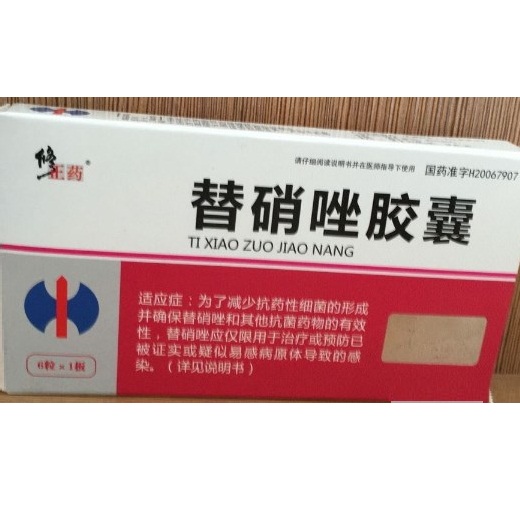 修正药®
请仔细阅读说明书并在医师指导下使用
国药准字H20067907
替硝唑胶囊
TI XIAO ZUO JIAO NANG
适应症：为了减少抗药性细菌的形成
并确保替硝唑和其他抗菌药物的有效
性，替硝唑应仅限用于治疗或预防已
被证实或疑似易感病原体导致的感
染。（详见说明书）
6粒×1板